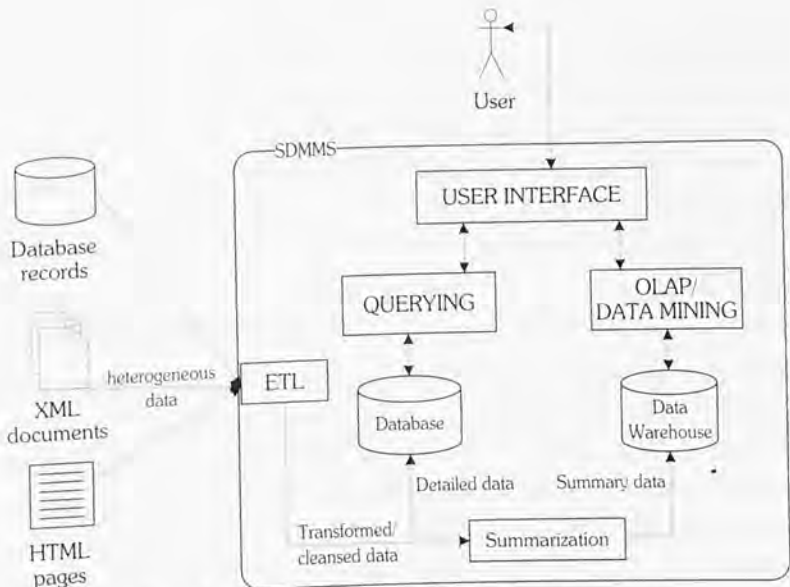 User
SDMMS
USER INTERFACE
Database
records
QUERYING
OLAP/
DATA MINING
heterogeneous
data
ETL
XML
documents
Database
Data
Warehouse
Detailed data
Summary data
HTML
pages
Transformed/
cleansed data
Summarization